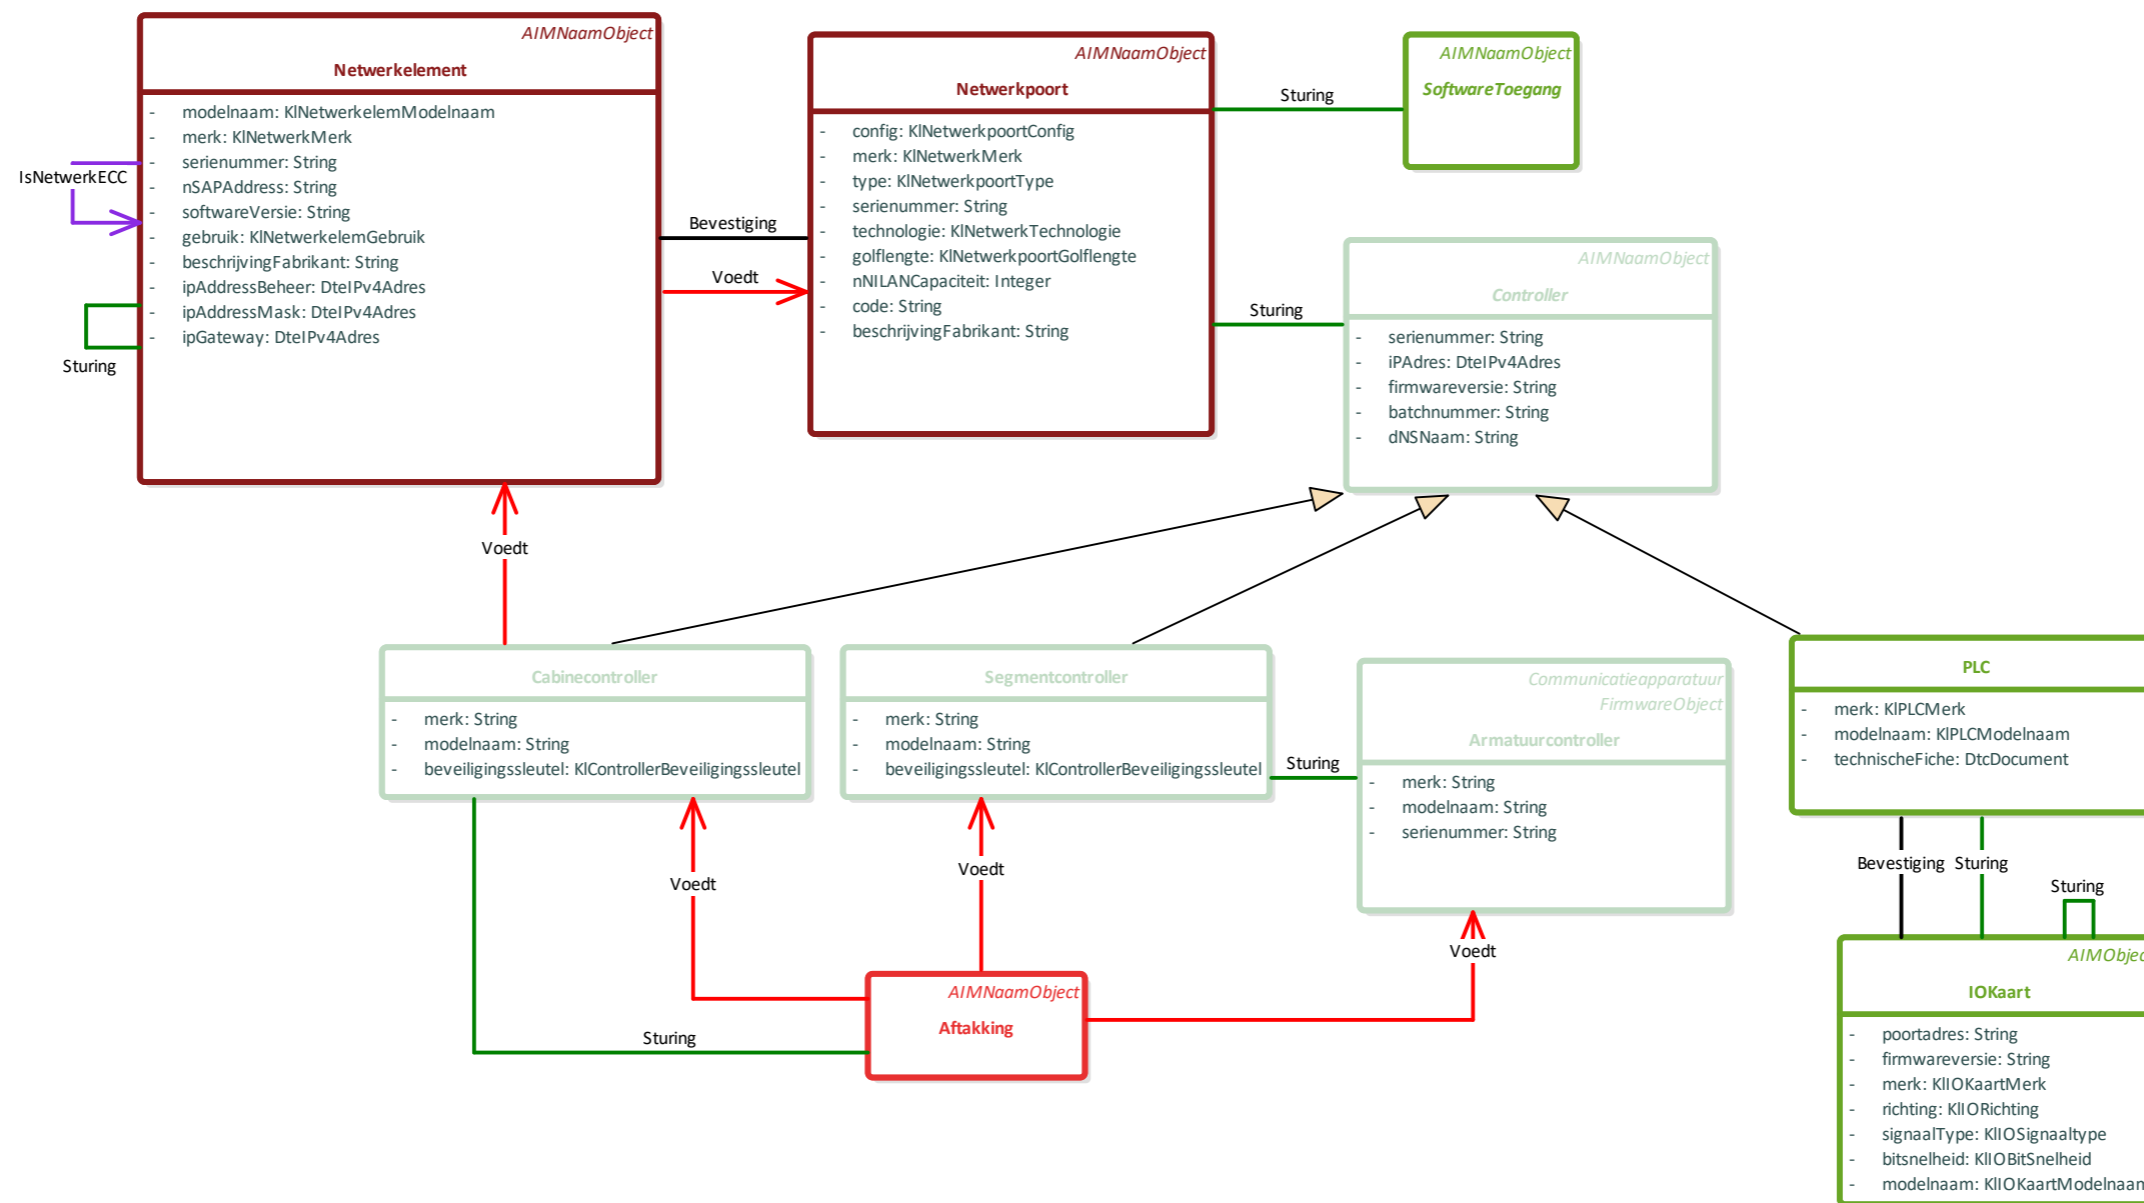 AIMNaamObject
Netwerkelement
- modelnaam: KlNetwerkelemModelnaam
- merk: KlNetwerkMerk
- serienummer: String
- nSAPAddress: String
- softwareVersie: String
- gebruik: KlNetwerkelemGebruik
- beschrijvingFabrikant: String
- ipAddressBeheer: DteIPv4Adres
- ipAddressMask: DteIPv4Adres
- ipGateway: DteIPv4Adres
IsNetwerkECC
Sturing
Bevestiging
Voedt
AIMNaamObject
Netwerkpoort
- config: KlNetwerkpoortConfig
- merk: KlNetwerkMerk
- type: KlNetwerkpoortType
- serienummer: String
- technologie: KlNetwerkTechnologie
- golflengte: KlNetwerkpoortGolflengte
- nNILANCapaciteit: Integer
- code: String
- beschrijvingFabrikant: String
Sturing
AIMNaamObject
SoftwareToegang
Sturing
AIMNaamObject
Controller
- serienummer: String
- iPAdres: DteIPv4Adres
- firmwareversie: String
- batchnummer: String
- dNSNaam: String
Voedt
Cabinecontroller
- merk: String
- modelnaam: String
- beveiligingssleutel: KlControllerBeveiligingssleutel
Segmentcontroller
- merk: String
- modelnaam: String
- beveiligingssleutel: KlControllerBeveiligingssleutel
Sturing
Communicatieapparatuur
FirmwareObject
Armatuurcontroller
- merk: String
- modelnaam: String
- serienummer: String
PLC
- merk: KlPLCMerk
- modelnaam: KlPLCModelnaam
- technischeFiche: DtcDocument
Voedt
Voedt
Voedt
Bevestiging
Sturing
Sturing
AIMNaamObject
Aftakking
Sturing
AIMObjec
IOKaart
- poortadres: String
- firmwareversie: String
- merk: KlIOKaartMerk
- richting: KlIORichting
- signaalType: KlIOSignaaltype
- bitsnelheid: KlIOBitSnelheid
- modelnaam: KlIOKaartModelnaam